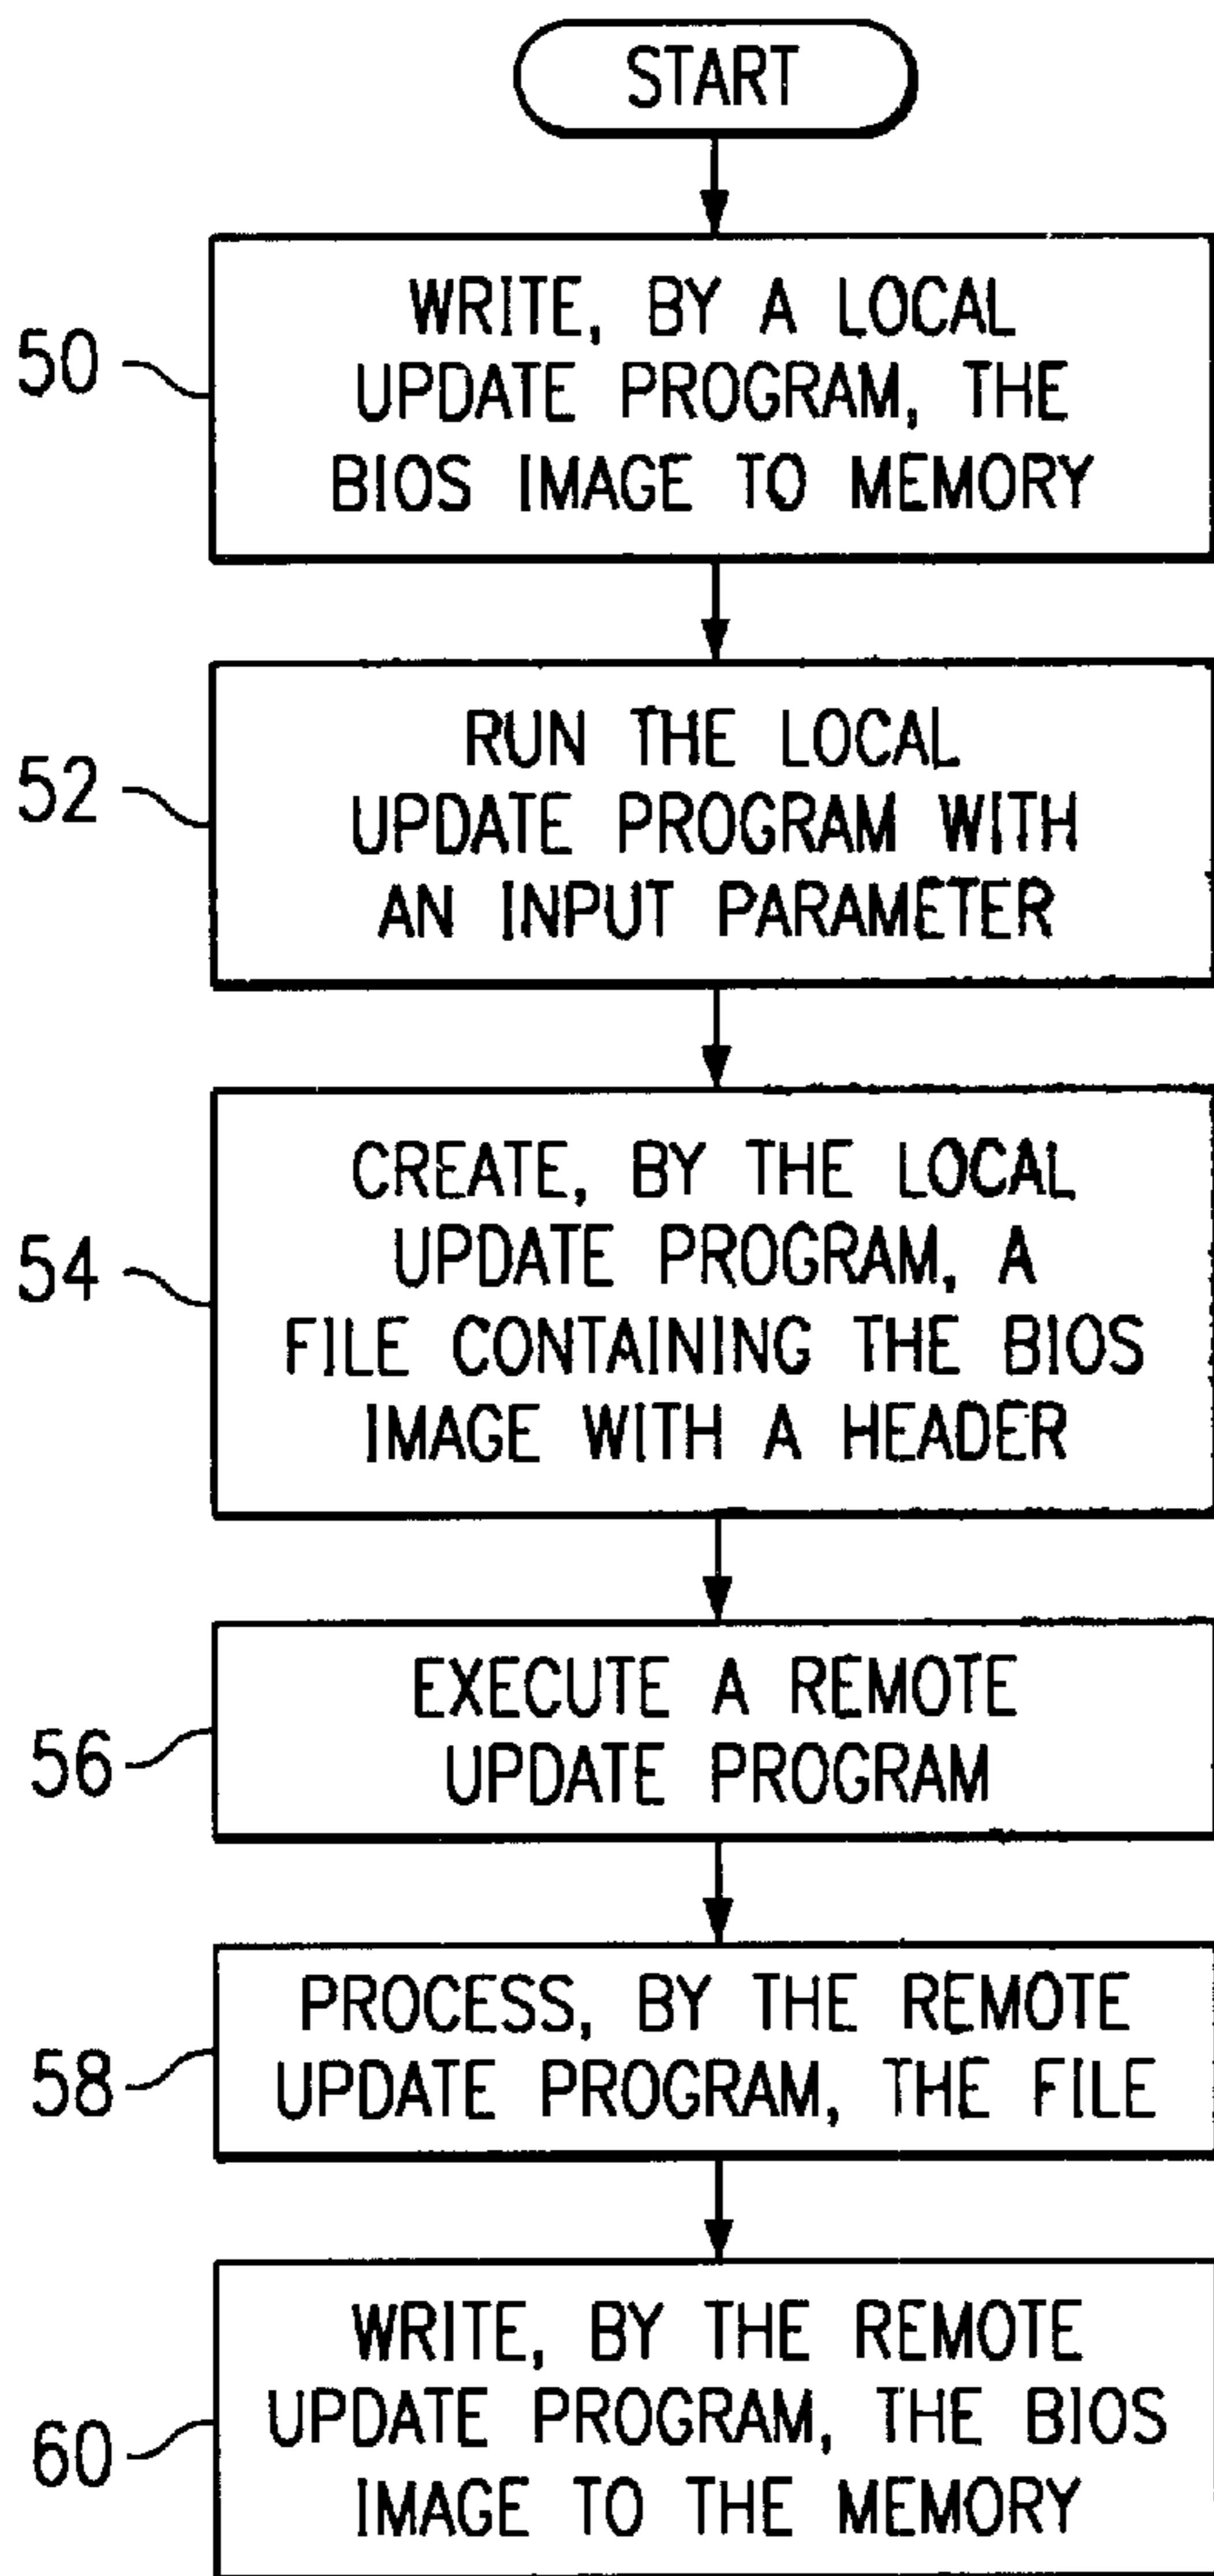 START
50
WRITE, BY A LOCAL
UPDATE PROGRAM, THE
BIOS IMAGE TO MEMORY
52
RUN THE LOCAL
UPDATE PROGRAM WITH
AN INPUT PARAMETER
54
CREATE, BY THE LOCAL
UPDATE PROGRAM, A
FILE CONTAINING THE BIOS
IMAGE WITH A HEADER
56
EXECUTE A REMOTE
UPDATE PROGRAM
58
PROCESS, BY THE REMOTE
UPDATE PROGRAM, THE FILE
60
WRITE, BY THE REMOTE
UPDATE PROGRAM, THE BIOS
IMAGE TO THE MEMORY